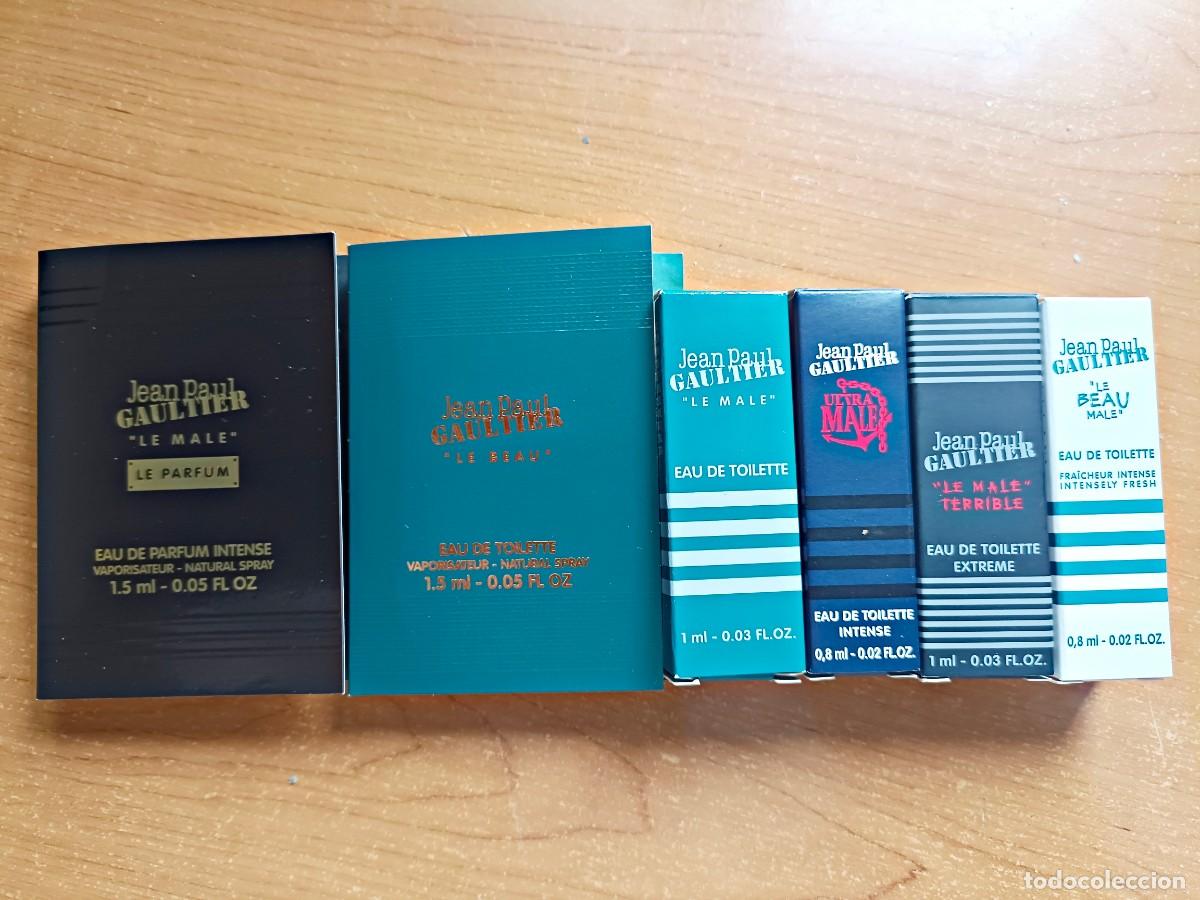 Jean Paul
GAULTIER
"LE MALE"
LE PARFUM
EAU DE PARFUM INTENSE
VAPORISATEUR - NATURAL SPRAY
1.5 ml - 0.05 FL OZ
Jean Paul
GAULTIER
"LE BEAU"
EAU DE TOILETTE
VAPORISATEUR - NATURAL SPRAY
1.5 ml - 0.05 FL OZ
Jean Paul
GAULTIER
"LE MALE"
EAU DE TOILETTE
1 ml - 0.03 FL.OZ.
Jean Paul
GAULTIER
ULTRA
MALE
EAU DE TOILETTE
INTENSE
0,8 ml - 0.02 FL.OZ.
Jean Paul
GAULTIER
"LE MALE"
TERRIBLE
EAU DE TOILETTE
EXTREME
1 ml - 0.03 FL.OZ.
Jean Paul
GAULTIER
"LE
BEAU
MALE"
EAU DE TOILETTE
FRAÎCHEUR INTENSE
INTENSELY FRESH
0,8 ml - 0.02 FL.OZ.
todocoleccion